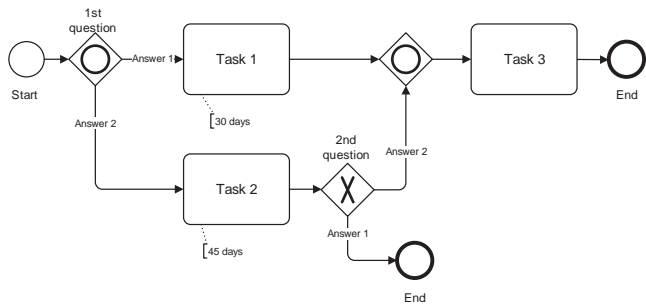 1st
question
Start
Answer 1
Task 1
30 days
Task 3
End
Answer 2
Task 2
45 days
2nd
question
Answer 2
Answer 1
End